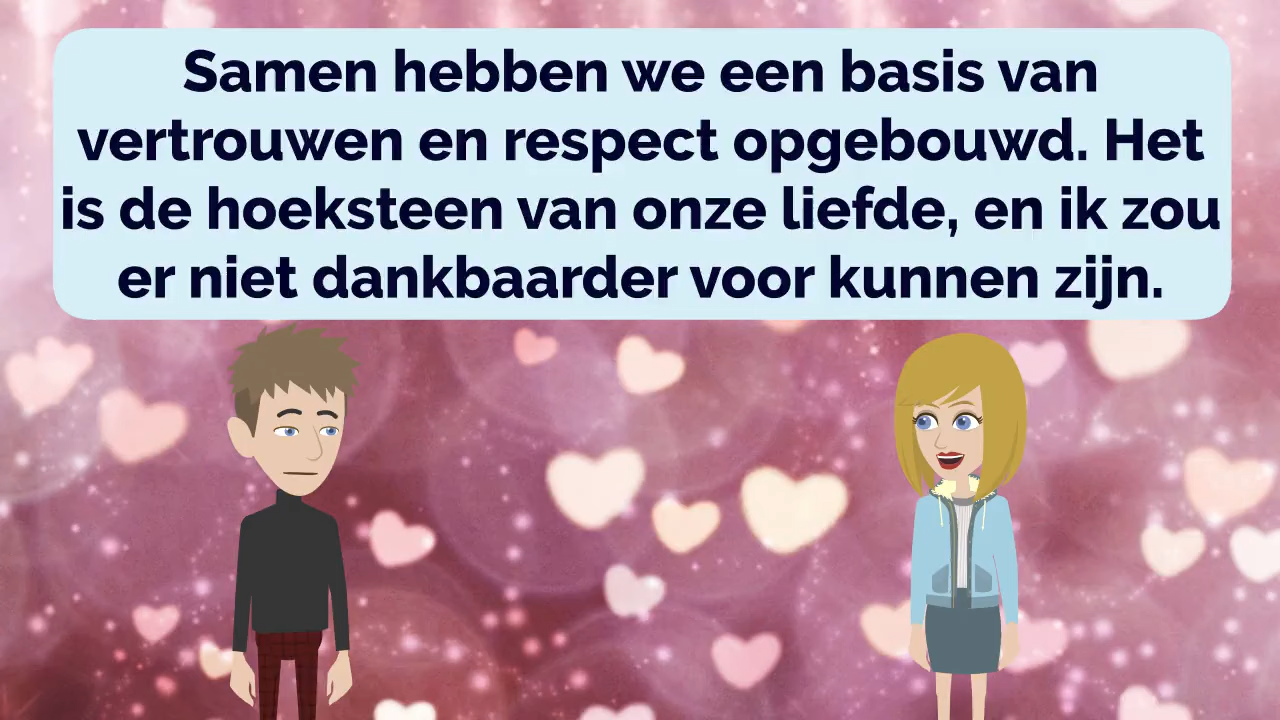 Samen hebben we een basis van
vertrouwen en respect opgebouwd. Het
is de hoeksteen van onze liefde, en ik zou
er niet dankbaarder voor kunnen zijn.